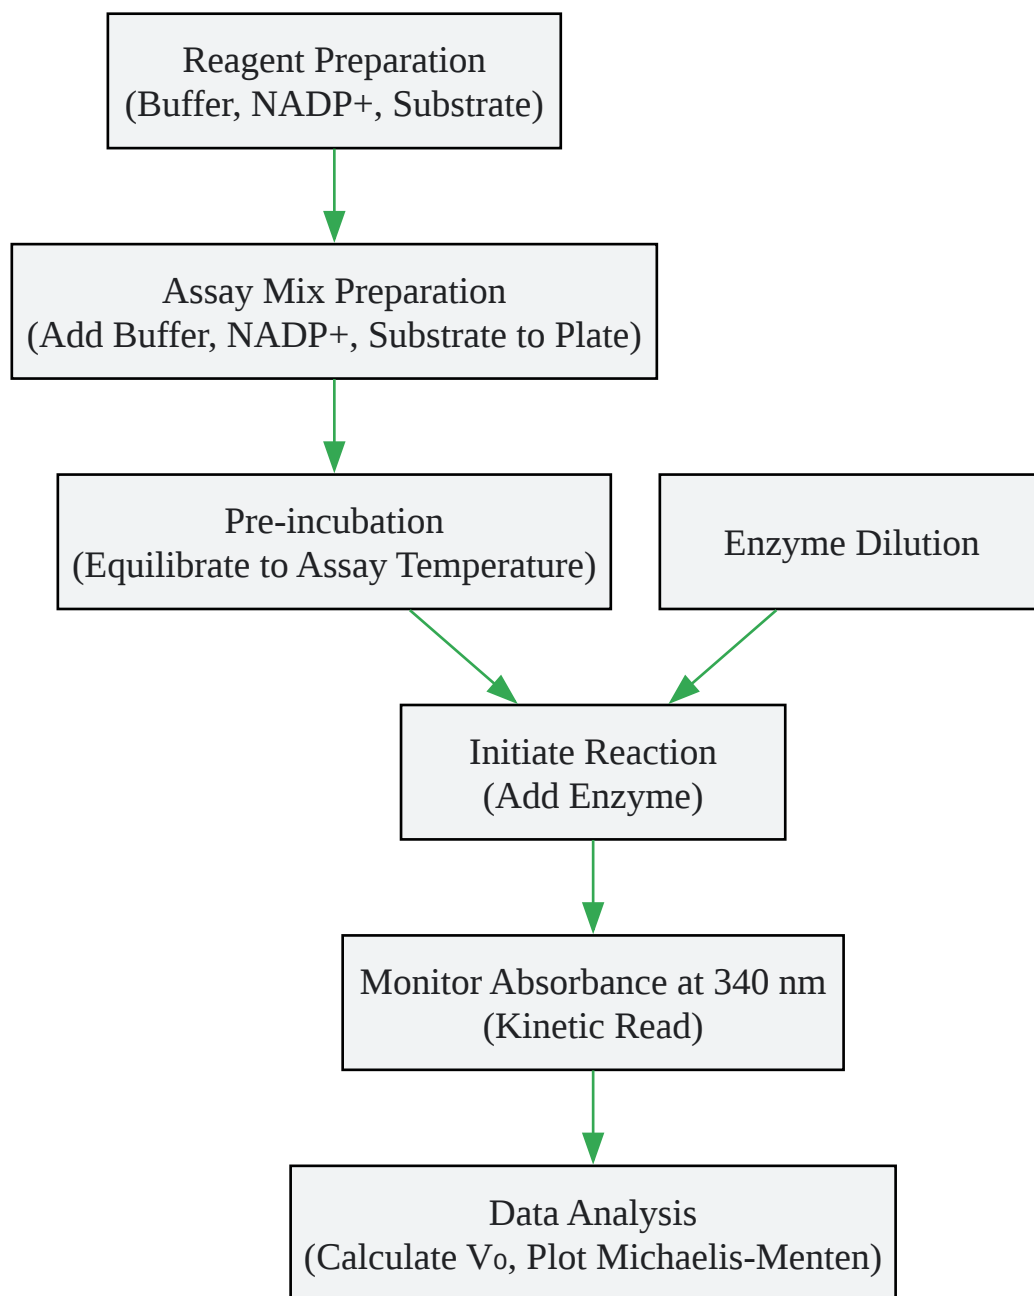 Reagent Preparation
(Buffer, NADP+, Substrate)
Assay Mix Preparation
(Add Buffer, NADP+, Substrate to Plate)
Pre-incubation
(Equilibrate to Assay Temperature)
Enzyme Dilution
Initiate Reaction
(Add Enzyme)
Monitor Absorbance at 340 nm
(Kinetic Read)
Data Analysis
(Calculate V₀, Plot Michaelis-Menten)